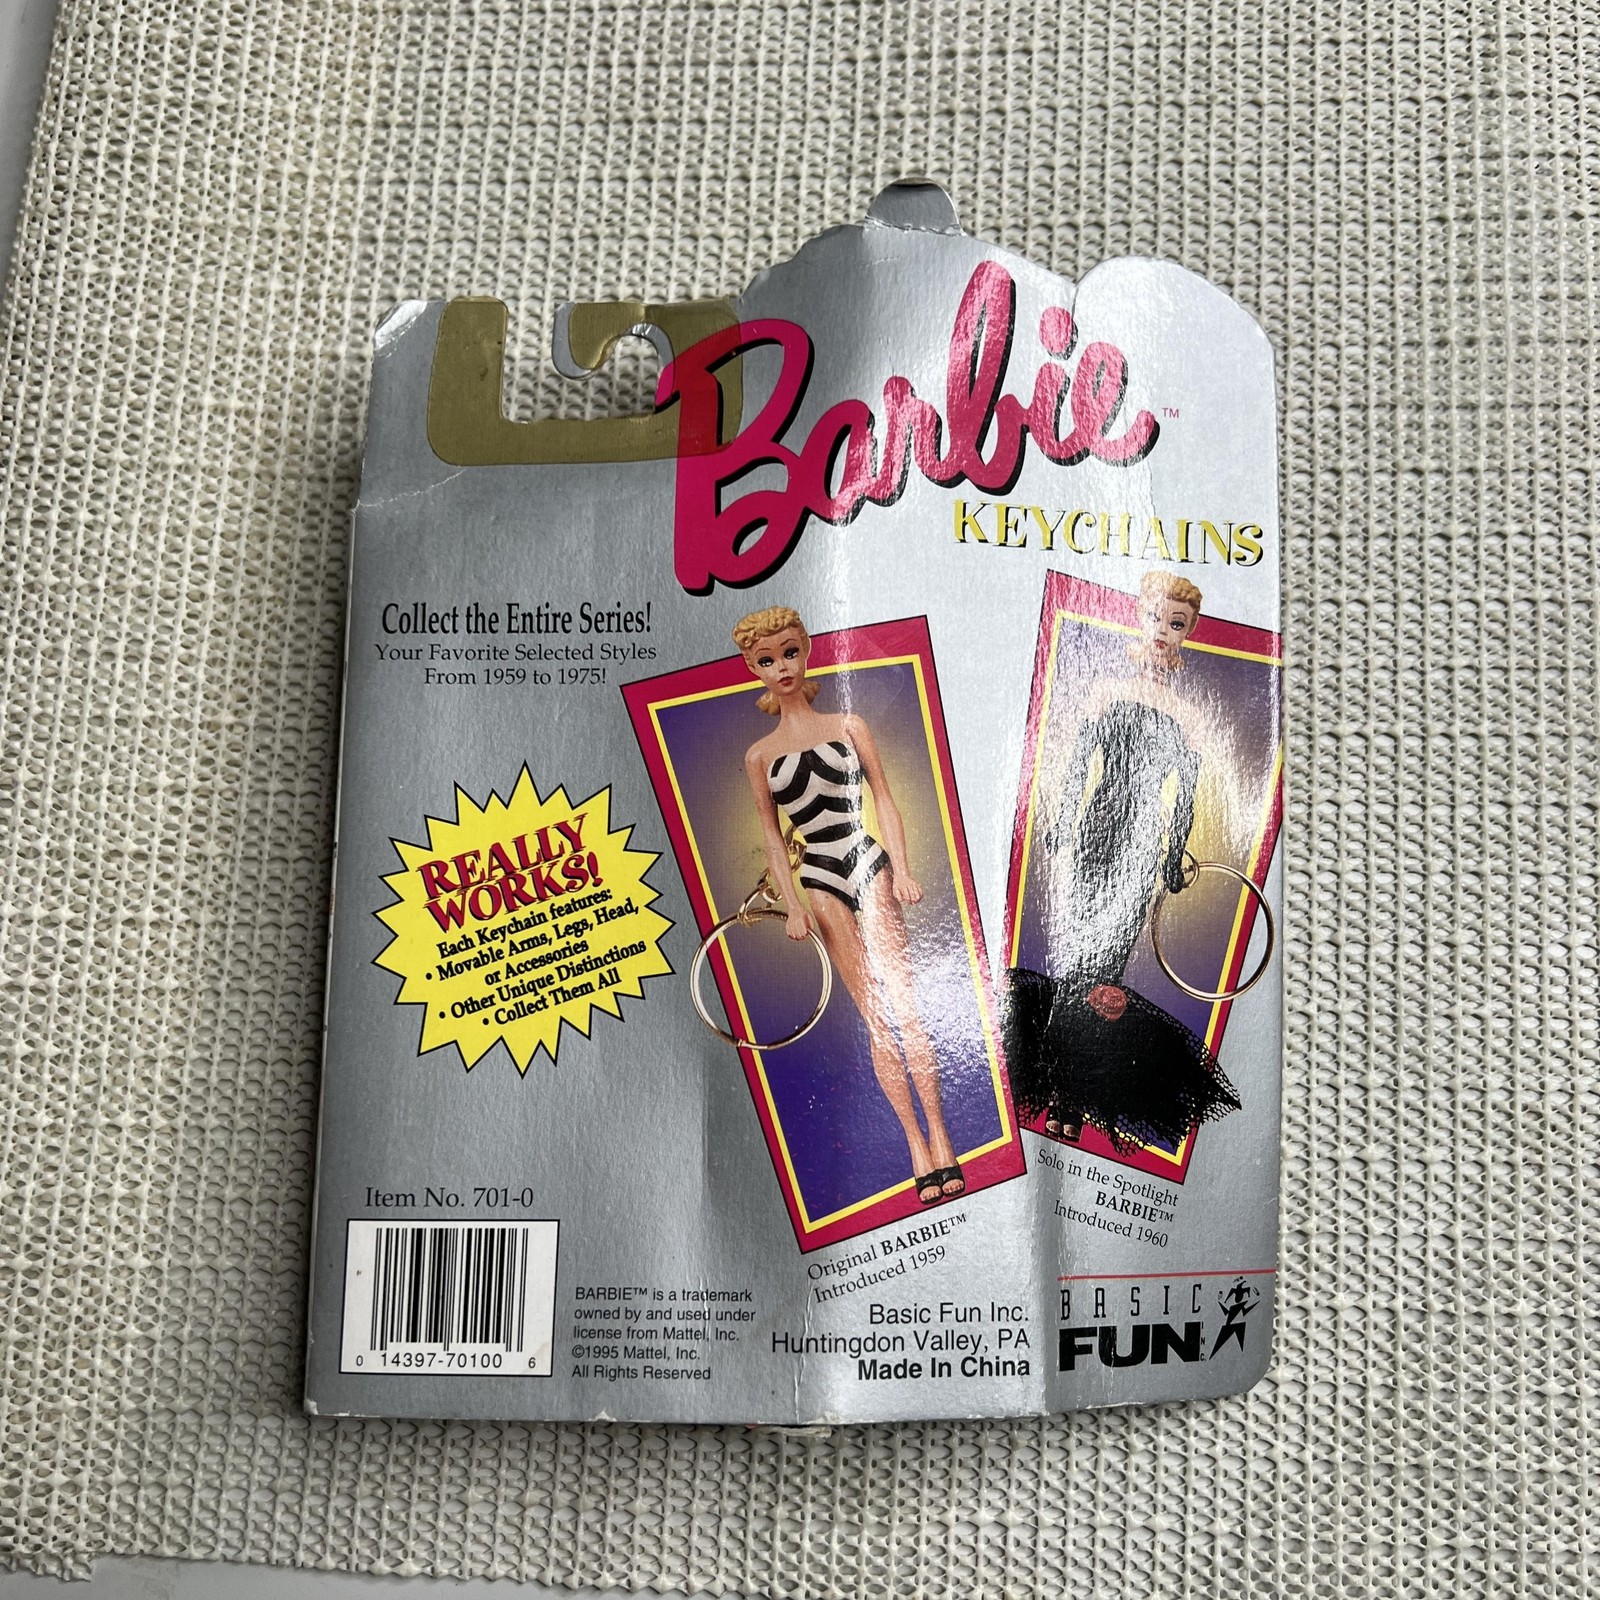 Barbie™
KEYCHAINS
Collect the Entire Series!
Your Favorite Selected Styles
From 1959 to 1975!
REALLY
WORKS!
Each Keychain features:
• Movable Arms, Legs, Head,
or Accessories
• Other Unique Distinctions
• Collect Them All
Solo in the Spotlight
BARBIE™
Introduced 1960
Original BARBIE™
Introduced 1959
Item No. 701-0
0 14397-70100 6
BARBIE™ is a trademark
owned by and used under
license from Mattel, Inc.
©1995 Mattel, Inc.
All Rights Reserved
Basic Fun Inc.
Huntingdon Valley, PA
Made In China
BASIC
FUN